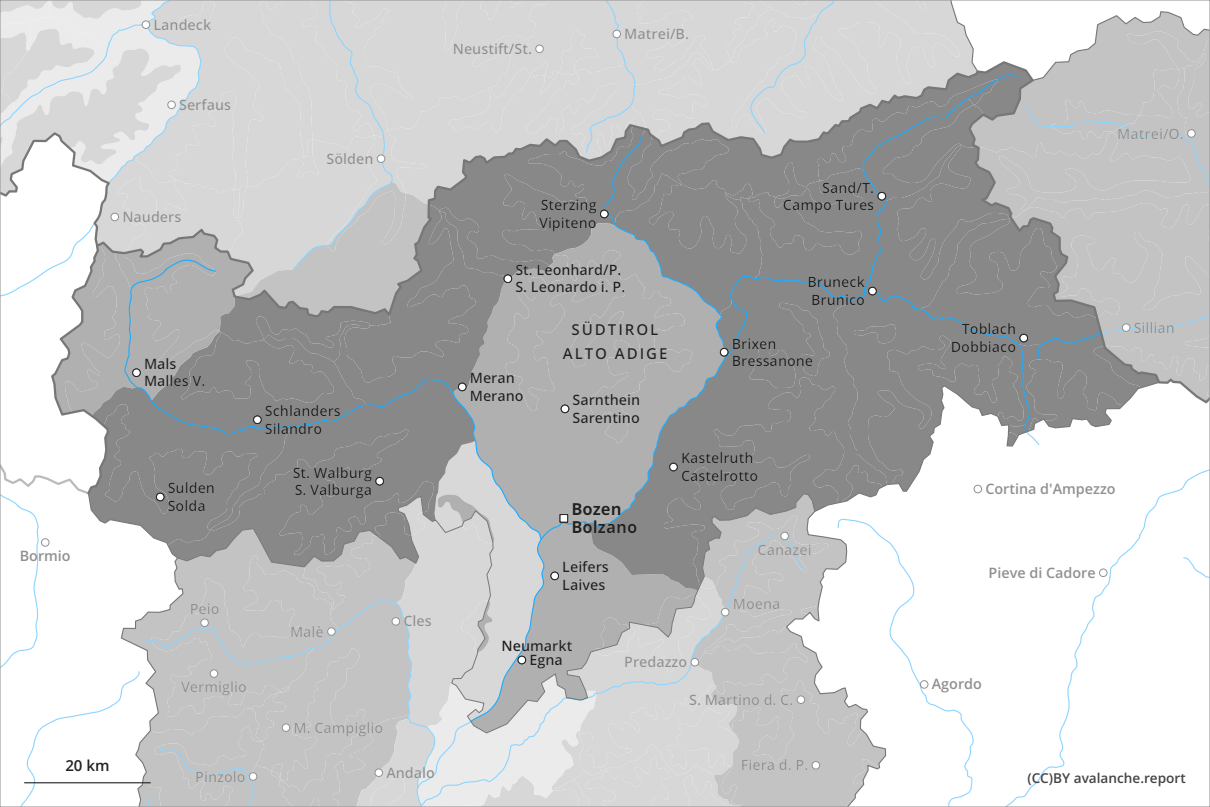 Landeck
Matrei/B.
Neustift/St.
Serfaus
Matrei/O.
Sölden
Sand/T.
Campo Tures
Nauders
Sterzing
Vipiteno
St. Leonhard/P.
S. Leonardo i. P.
Bruneck
Brunico
SÜDTIROL
ALTO ADIGE
Toblach
Dobbiaco
Sillian
Brixen
Bressanone
Mals
Malles V.
Meran
Merano
Sarnthein
Sarentino
Schlanders
Silandro
Kastelruth
Castelrotto
St. Walburg
S. Valburga
Sulden
Solda
Cortina d'Ampezzo
Bozen
Bolzano
Bormio
Canazei
Leifers
Laives
Pieve di Cadore
Peio
Moena
Cles
Malè
Neumarkt
Egna
Predazzo
Vermiglio
Agordo
S. Martino d. C.
M. Campiglio
Fiera d. P.
20 km
Pinzolo
Andalo
(CC)BY avalanche.report